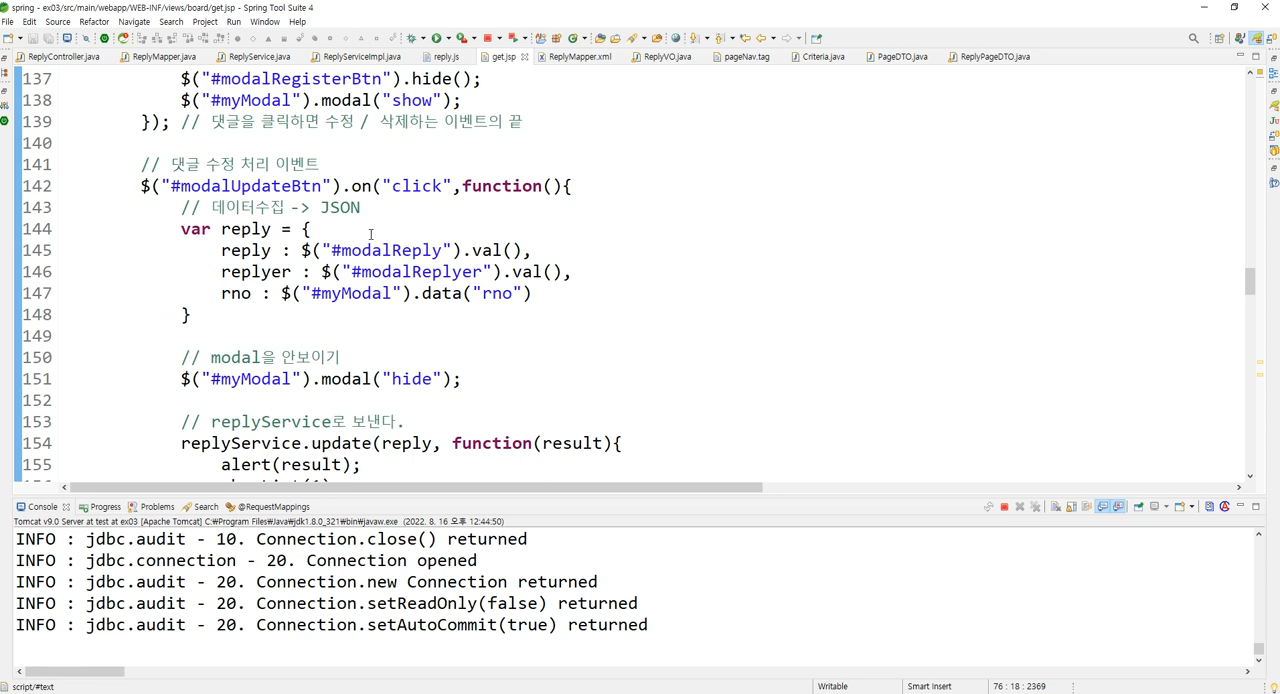 spring - ex03/src/main/webapp/WEB-INF/views/board/get.jsp - Spring Tool Suite 4
File Edit Source Refactor Navigate Search Project Run Window Help
ReplyController.java ReplyMapper.java ReplyService.java ReplyServiceImpl.java reply.js get.jsp ReplyMapper.xml ReplyVO.java pageNav.tag Criteria.java PageDTO.java ReplyPageDTO.java
137 $("#modalRegisterBtn").hide();
138 $("#myModal").modal("show");
139 }); // 댓글을 클릭하면 수정 / 삭제하는 이벤트의 끝
140
141 // 댓글 수정 처리 이벤트
142 $("#modalUpdateBtn").on("click",function(){
143 // 데이터수집 -> JSON
144 var reply = {
145 reply : $("#modalReply").val(),
146 replyer : $("#modalReplyer").val(),
147 rno : $("#myModal").data("rno")
148 }
149
150 // modal을 안보이기
151 $("#myModal").modal("hide");
152
153 // replyService로 보낸다.
154 replyService.update(reply, function(result){
155 alert(result);
Console Progress Problems Search @RequestMappings
Tomcat v9.0 Server at test at ex03 [Apache Tomcat] C:₩Program Files₩Java₩jdk1.8.0_321₩bin₩javaw.exe (2022. 8. 16 오후 12:44:50)
INFO : jdbc.audit - 10. Connection.close() returned
INFO : jdbc.connection - 20. Connection opened
INFO : jdbc.audit - 20. Connection.new Connection returned
INFO : jdbc.audit - 20. Connection.setReadOnly(false) returned
INFO : jdbc.audit - 20. Connection.setAutoCommit(true) returned
script/#text Writable Smart Insert 76 : 18 : 2369